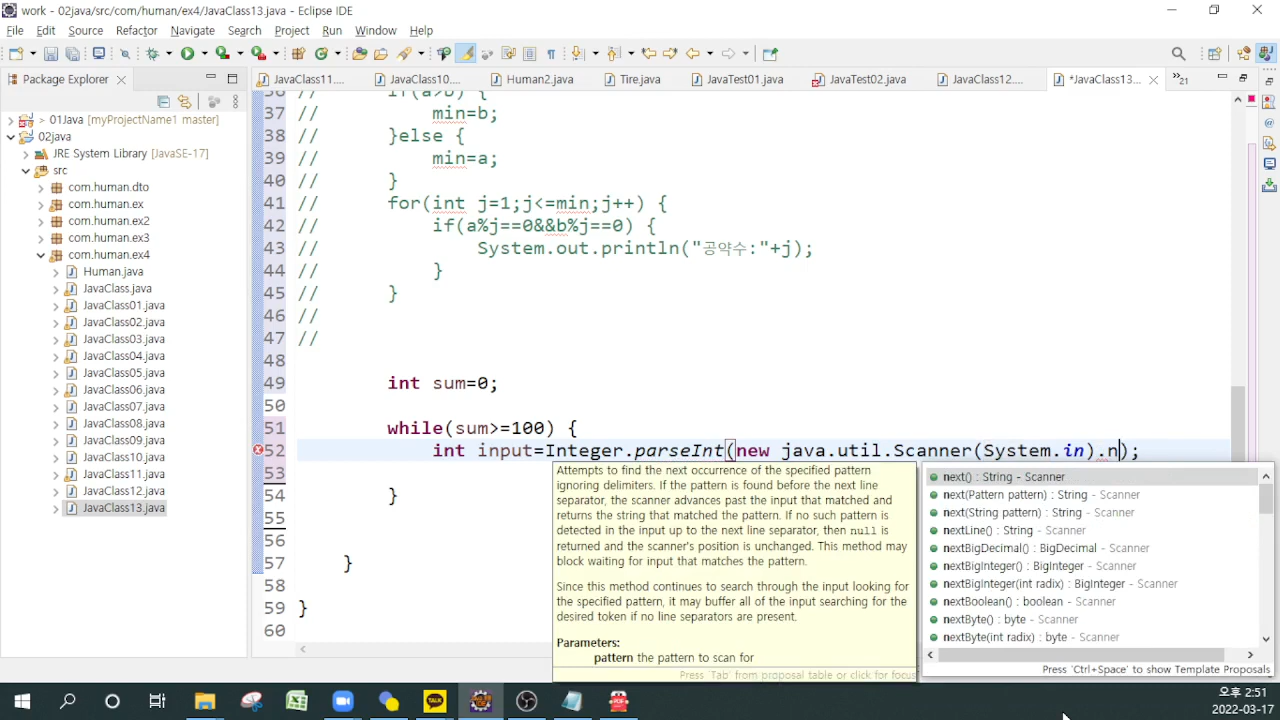 work - 02java/src/com/human/ex4/JavaClass13.java - Eclipse IDE
File Edit Source Refactor Navigate Search Project Run Window Help
Package Explorer
JavaClass11.... JavaClass10.... Human2.java Tire.java JavaTest01.java JavaTest02.java JavaClass12.... *JavaClass13... »21
> 01Java [myProjectName1 master]
02java
JRE System Library [JavaSE-17]
src
com.human.dto
com.human.ex
com.human.ex2
com.human.ex3
com.human.ex4
Human.java
JavaClass.java
JavaClass01.java
JavaClass02.java
JavaClass03.java
JavaClass04.java
JavaClass05.java
JavaClass06.java
JavaClass07.java
JavaClass08.java
JavaClass09.java
JavaClass10.java
JavaClass11.java
JavaClass12.java
JavaClass13.java
36 // if(a>b) {
37 // min=b;
38 // }else {
39 // min=a;
40 // }
41 // for(int j=1;j<=min;j++) {
42 // if(a%j==0&&b%j==0) {
43 // System.out.println("공약수:"+j);
44 // }
45 // }
46 //
47 //
48
49 int sum=0;
50
51 while(sum>=100) {
52 int input=Integer.parseInt(new java.util.Scanner(System.in).n);
53
54 }
55
56
57 }
58
59 }
60
Attempts to find the next occurrence of the specified pattern
ignoring delimiters. If the pattern is found before the next line
separator, the scanner advances past the input that matched and
returns the string that matched the pattern. If no such pattern is
detected in the input up to the next line separator, then null is
returned and the scanner's position is unchanged. This method may
block waiting for input that matches the pattern.
Since this method continues to search through the input looking for
the specified pattern, it may buffer all of the input searching for the
desired token if no line separators are present.
Parameters:
pattern the pattern to scan for
Press 'Tab' from proposal table or click for focus
next() : String - Scanner
next(Pattern pattern) : String - Scanner
next(String pattern) : String - Scanner
nextLine() : String - Scanner
nextBigDecimal() : BigDecimal - Scanner
nextBigInteger() : BigInteger - Scanner
nextBigInteger(int radix) : BigInteger - Scanner
nextBoolean() : boolean - Scanner
nextByte() : byte - Scanner
nextByte(int radix) : byte - Scanner
Press 'Ctrl+Space' to show Template Proposals
TALK
PDF
오후 2:51
2022-03-17